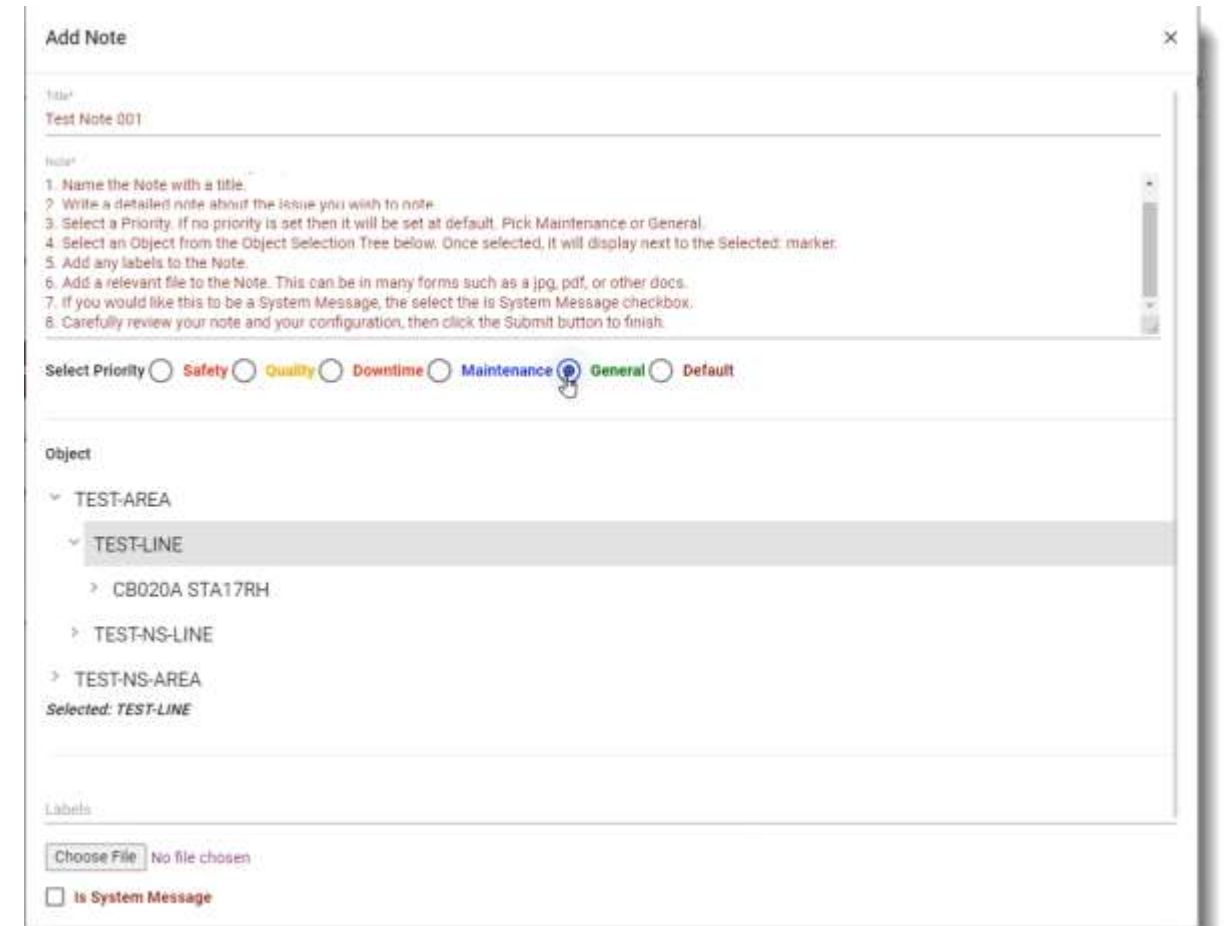 Add Note
×
Title*
Test Note 001
Note*
1. Name the Note with a title.
2. Write a detailed note about the issue you wish to note.
3. Select a Priority. If no priority is set then it will be set at default. Pick Maintenance or General.
4. Select an Object from the Object Selection Tree below. Once selected, it will display next to the Selected: marker.
5. Add any labels to the Note.
6. Add a relevant file to the Note. This can be in many forms such as a jpg, pdf, or other docs.
7. If you would like this to be a System Message, the select the is System Message checkbox.
8. Carefully review your note and your configuration, then click the Submit button to finish.
Select Priority Safety Quality Downtime Maintenance General Default
Object
TEST-AREA
TEST-LINE
CB020A STA17RH
TEST-NS-LINE
TEST-NS-AREA
Selected: TEST-LINE
Labels
Choose File No file chosen
Is System Message